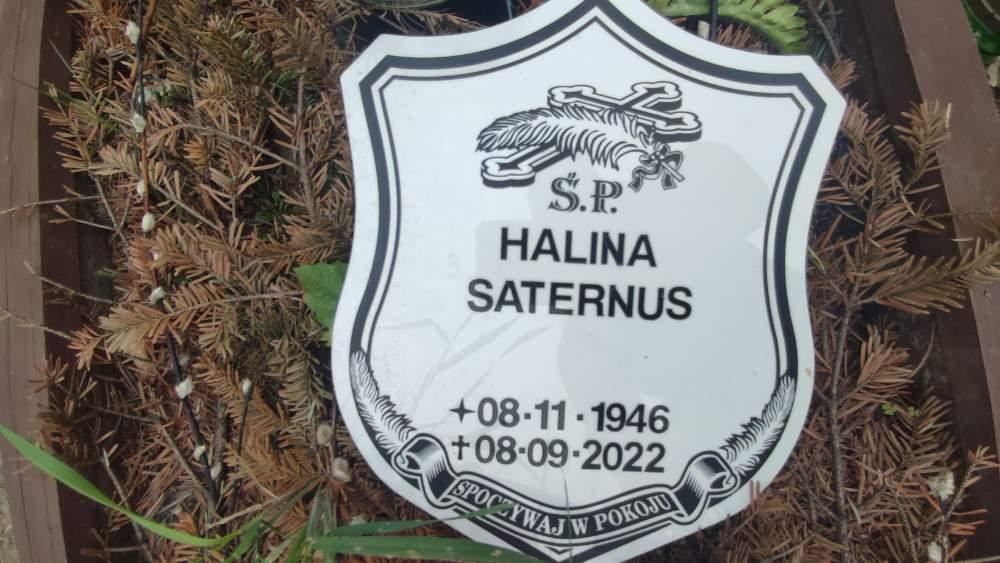 Ś.P.
HALINA
SATERNUS
08·11·1946
08·09·2022
SPOCZYWAJ W POKOJU